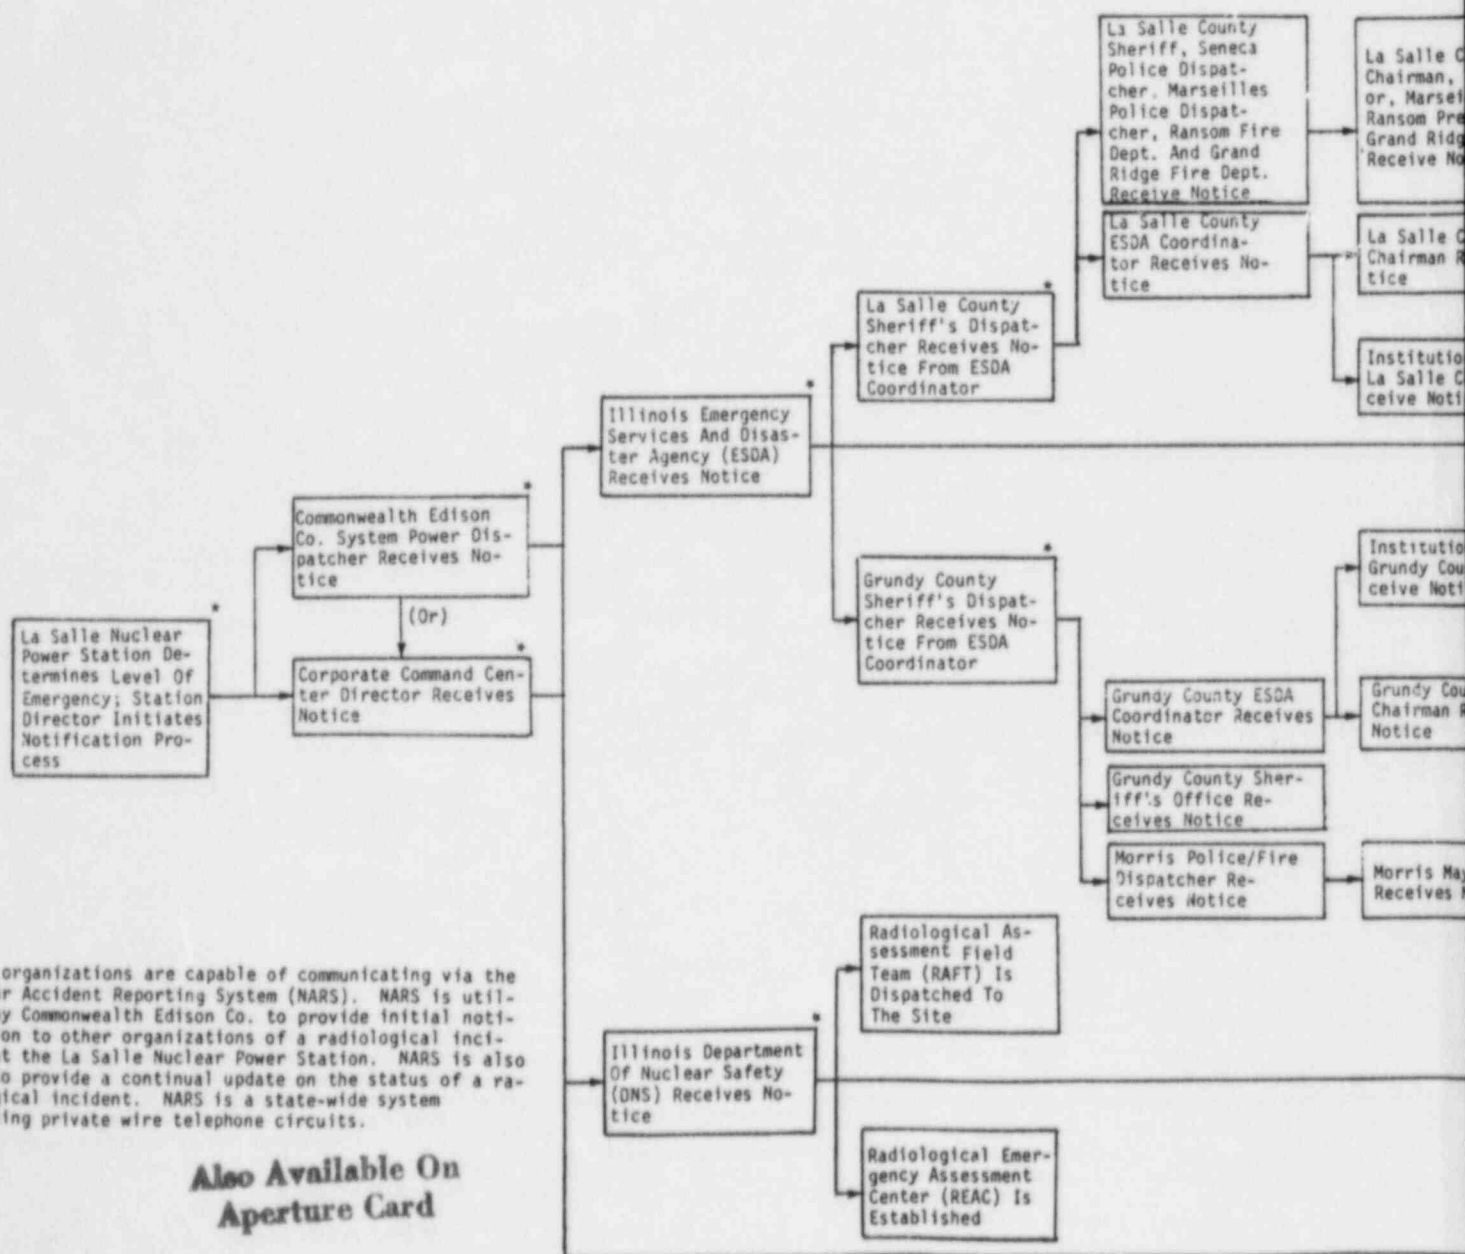 La Salle Nuclear
Power Station De-
termines Level Of
Emergency; Station
Director Initiates
Notification Pro-
cess
*
Commonwealth Edison
Co. System Power Dis-
patcher Receives No-
tice
*
(Or)
Corporate Command Cen-
ter Director Receives
Notice
*
Illinois Emergency
Services And Disas-
ter Agency (ESDA)
Receives Notice
*
La Salle County
Sheriff's Dispat-
cher Receives No-
tice From ESDA
Coordinator
*
La Salle County
Sheriff, Seneca
Police Dispat-
cher, Marseilles
Police Dispat-
cher, Ransom Fire
Dept. And Grand
Ridge Fire Dept.
Receive Notice
La Salle C
Chairman,
or, Marsei
Ransom Pre
Grand Ridg
Receive No
La Salle County
ESDA Coordina-
tor Receives No-
tice
La Salle C
Chairman R
tice
Institutio
La Salle C
ceive Noti
Grundy County
Sheriff's Dispat-
cher Receives No-
tice From ESDA
Coordinator
*
Institutio
Grundy Cou
ceive Noti
Grundy County ESDA
Coordinator Receives
Notice
Grundy Cou
Chairman R
Notice
Grundy County Sher-
iff's Office Re-
ceives Notice
Morris Police/Fire
Dispatcher Re-
ceives Notice
Morris May
Receives N
Illinois Department
Of Nuclear Safety
(DNS) Receives No-
tice
*
Radiological As-
sessment Field
Team (RAFT) Is
Dispatched To
The Site
Radiological Emer-
gency Assessment
Center (REAC) Is
Established
organizations are capable of communicating via the
r Accident Reporting System (NARS). NARS is util-
y Commonwealth Edison Co. to provide initial noti-
on to other organizations of a radiological inci-
t the La Salle Nuclear Power Station. NARS is also
o provide a continual update on the status of a ra-
ical incident. NARS is a state-wide system
ing private wire telephone circuits.
Also Available On
Aperture Card